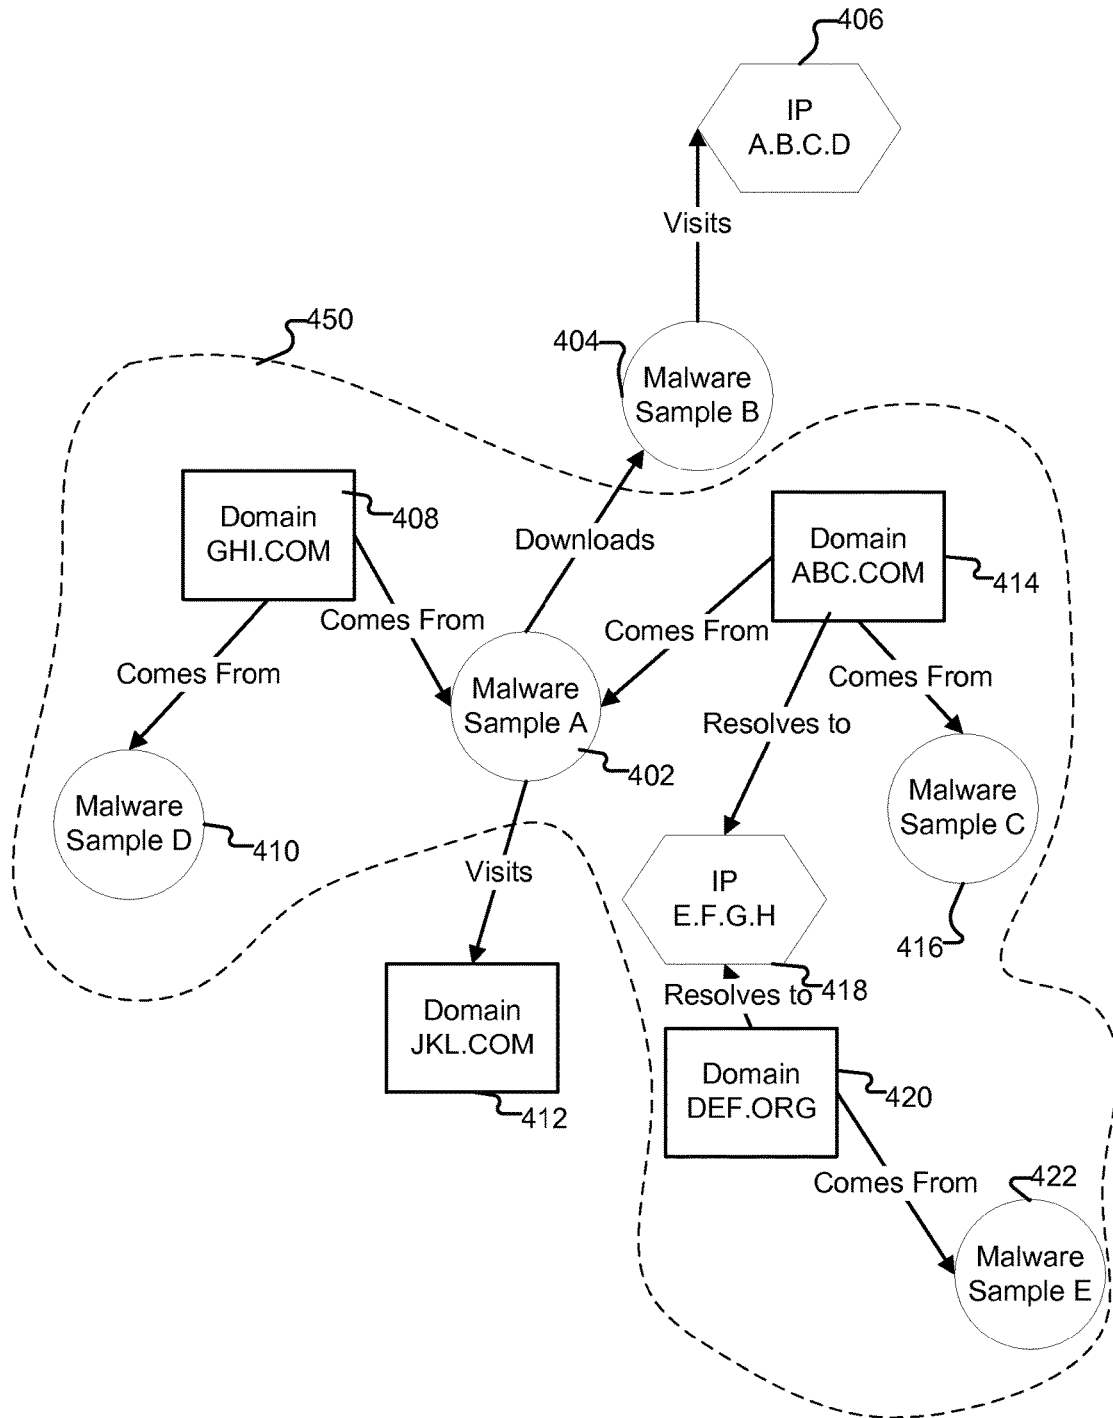 406
IP
A.B.C.D
Visits
450
404
Malware
Sample B
Domain
GHI.COM
408
Downloads
Domain
ABC.COM
414
Comes From
Comes From
Comes From
Comes From
Malware
Sample A
402
Resolves to
Malware
Sample D
410
Malware
Sample C
416
Visits
IP
E.F.G.H
418
Resolves to
Domain
JKL.COM
412
Domain
DEF.ORG
420
Comes From
422
Malware
Sample E